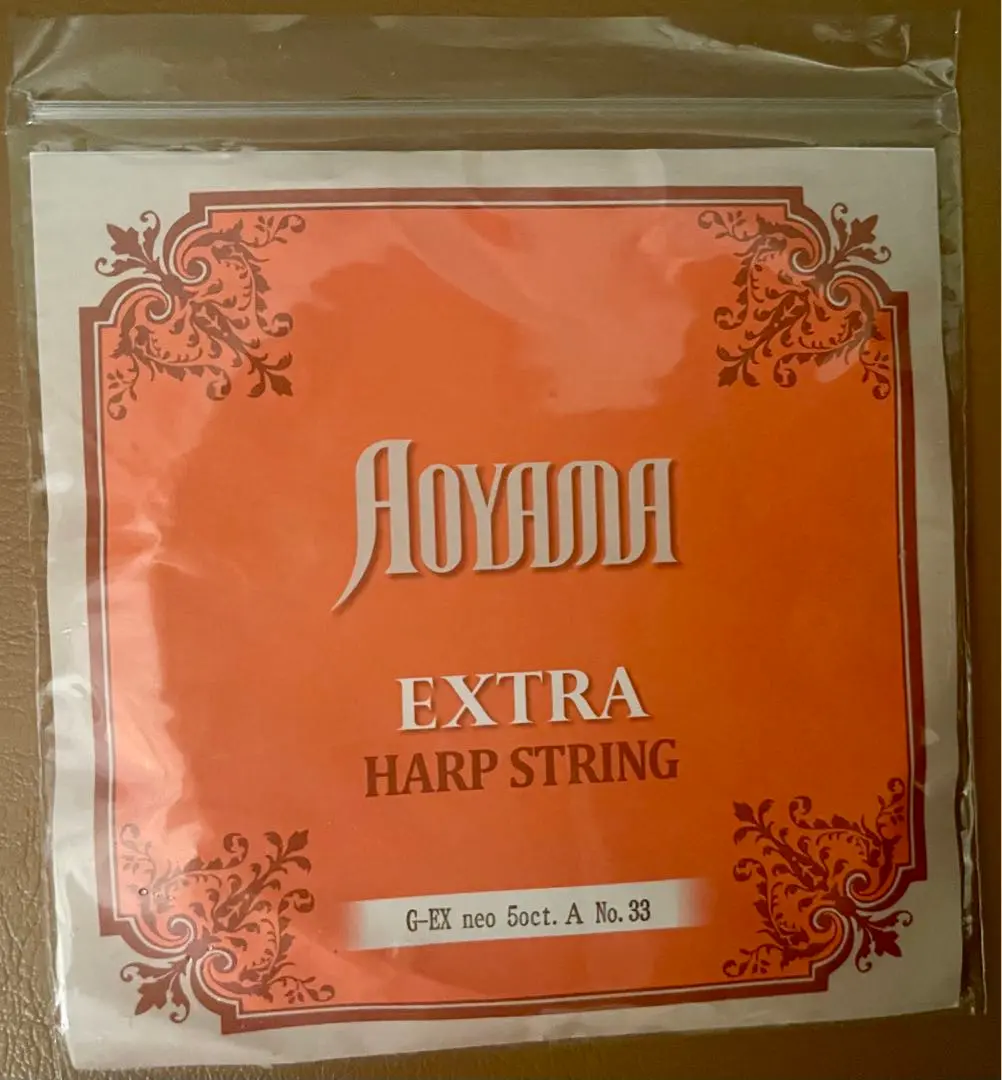 AOYAMA
EXTRA
HARP STRING
G-EX neo 5oct. A No.33